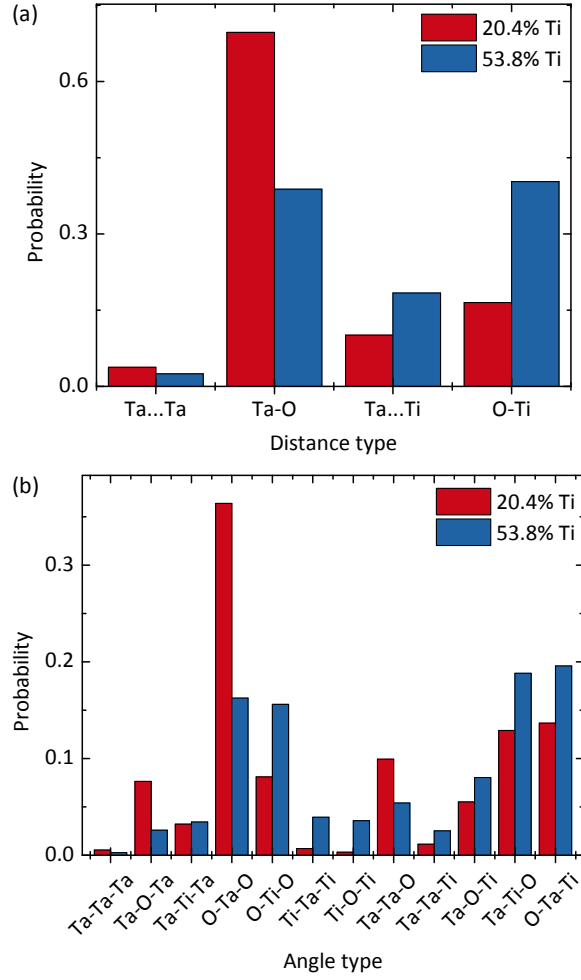 (a)
20.4% Ti
53.8% Ti
0.6
0.3
0.0
Probability
Ta...Ta Ta-O Ta...Ti O-Ti
Distance type
(b)
20.4% Ti
53.8% Ti
0.3
0.2
0.1
0.0
Probability
Ta-Ta-Ta Ta-O-Ta Ta-Ti-Ta O-Ta-O O-Ti-O Ti-Ta-Ti Ti-O-Ti Ta-Ta-O Ta-Ta-Ti Ta-O-Ti Ta-Ti-O O-Ta-Ti
Angle type